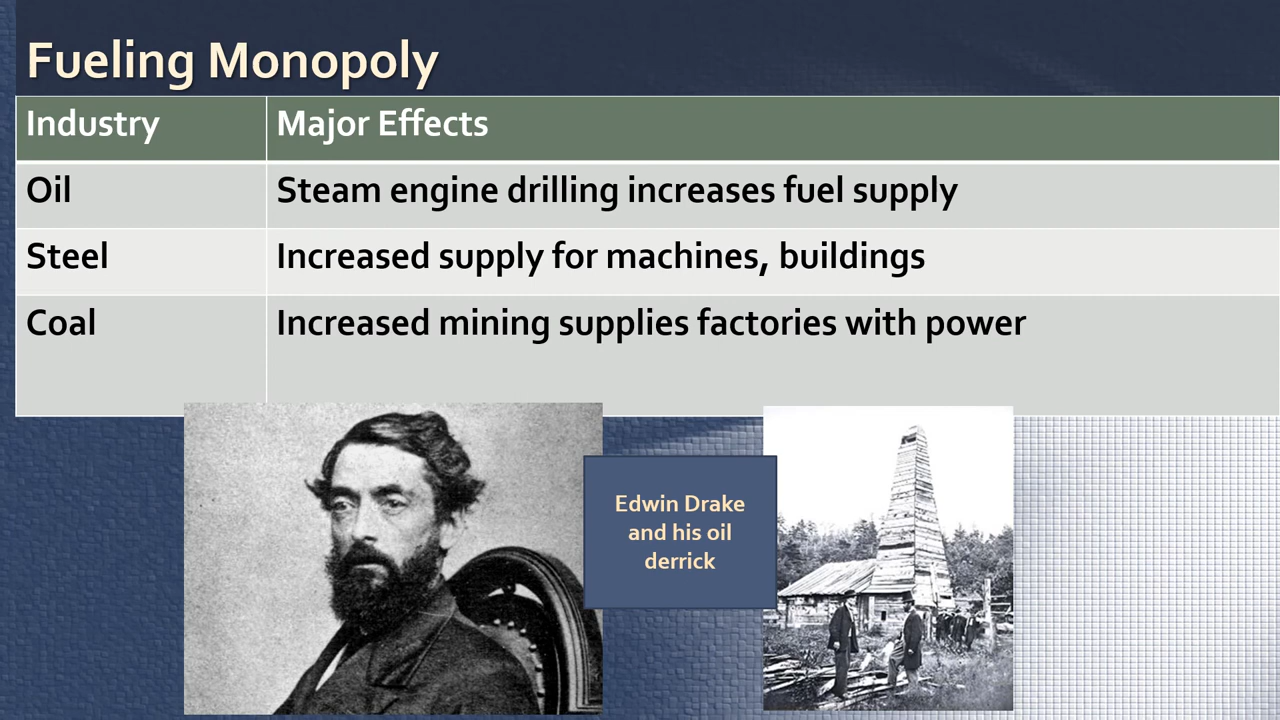 Fueling Monopoly
Industry Major Effects
Oil Steam engine drilling increases fuel supply
Steel Increased supply for machines, buildings
Coal Increased mining supplies factories with power
Edwin Drake
and his oil
derrick